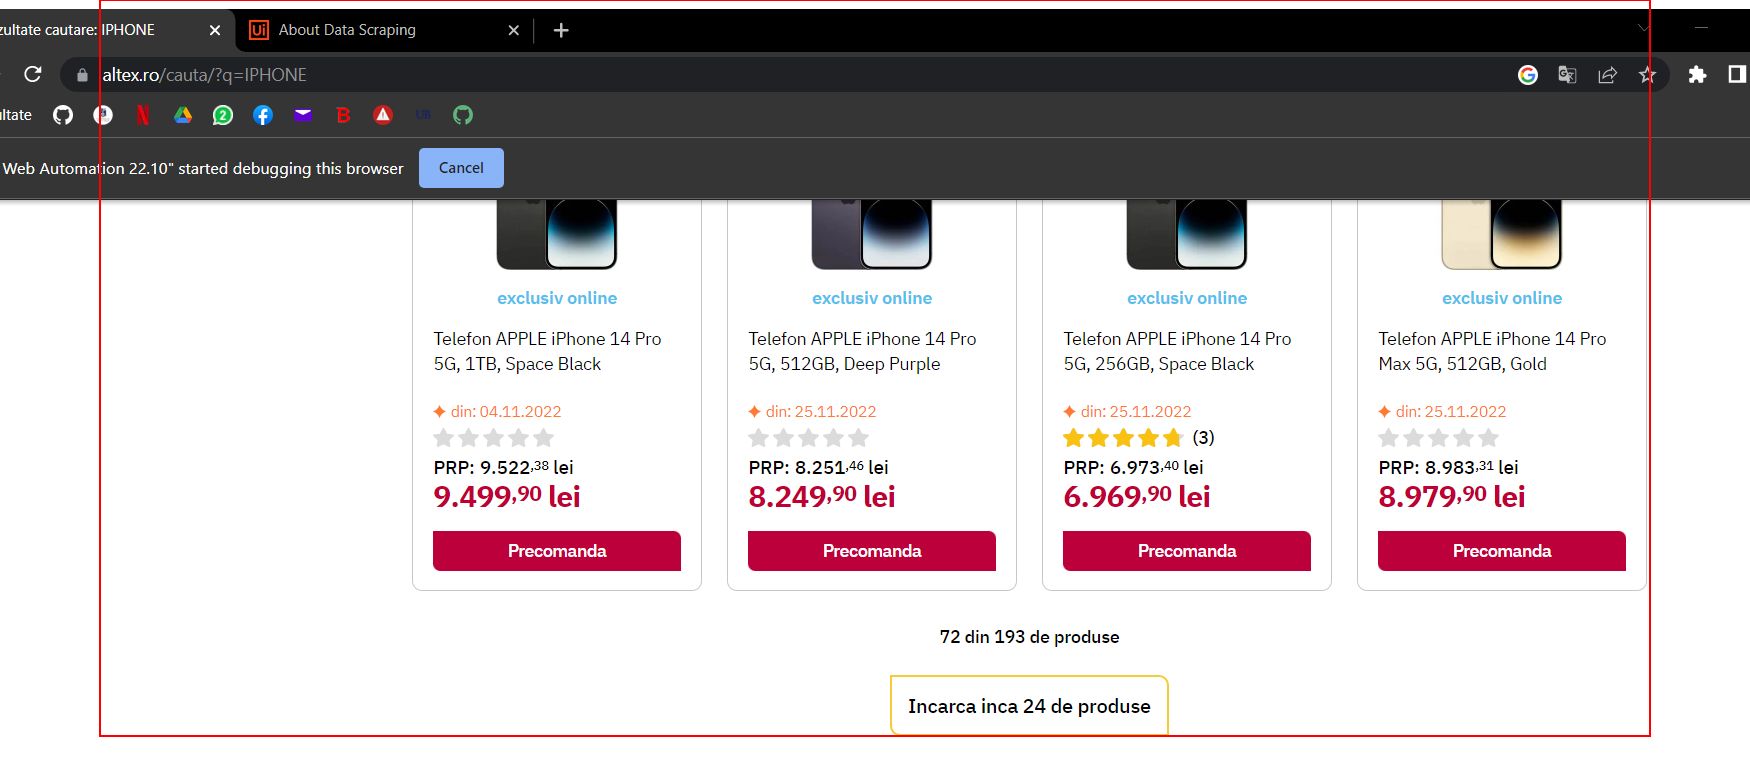 zultate cautare: IPHONE
About Data Scraping
altex.ro/cauta/?q=IPHONE
ultate
Web Automation 22.10" started debugging this browser
Cancel
exclusiv online
exclusiv online
exclusiv online
exclusiv online
Telefon APPLE iPhone 14 Pro
5G, 1TB, Space Black
Telefon APPLE iPhone 14 Pro
5G, 512GB, Deep Purple
Telefon APPLE iPhone 14 Pro
5G, 256GB, Space Black
Telefon APPLE iPhone 14 Pro
Max 5G, 512GB, Gold
din: 04.11.2022
din: 25.11.2022
din: 25.11.2022
din: 25.11.2022
(3)
PRP: 9.522,38 lei
PRP: 8.251,46 lei
PRP: 6.973,40 lei
PRP: 8.983,31 lei
9.499,90 lei
8.249,90 lei
6.969,90 lei
8.979,90 lei
Precomanda
Precomanda
Precomanda
Precomanda
72 din 193 de produse
Incarca inca 24 de produse